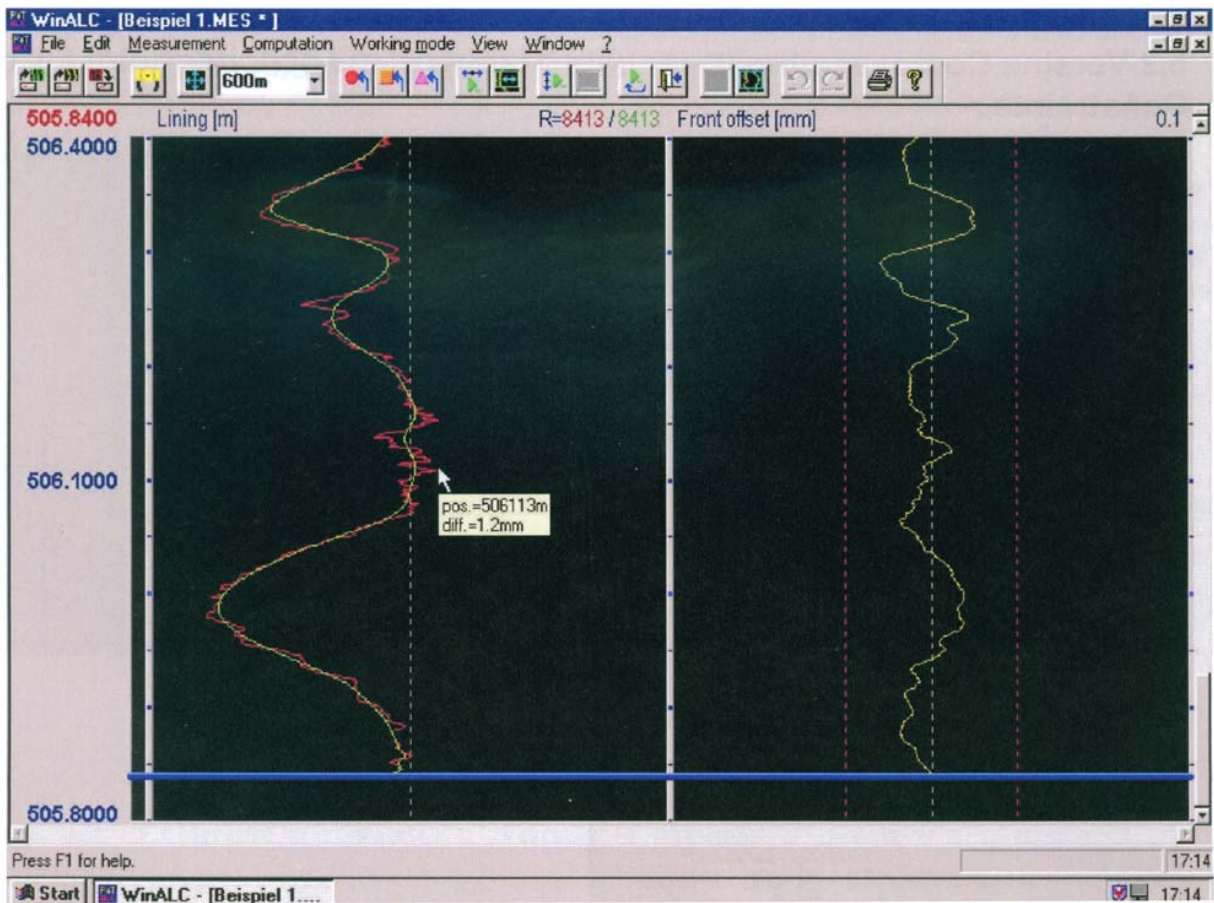 WinALC - [Beispiel 1.MES * ]
File Edit Measurement Computation Working mode View Window ?
600m
505.8400 Lining [m] R=8413 / 8413 Front offset [mm] 0.1
506.4000
506.1000
pos.=506113m
diff.=1.2mm
505.8000
Press F1 for help.
17:14
Start WinALC - [Beispiel 1.... 17:14